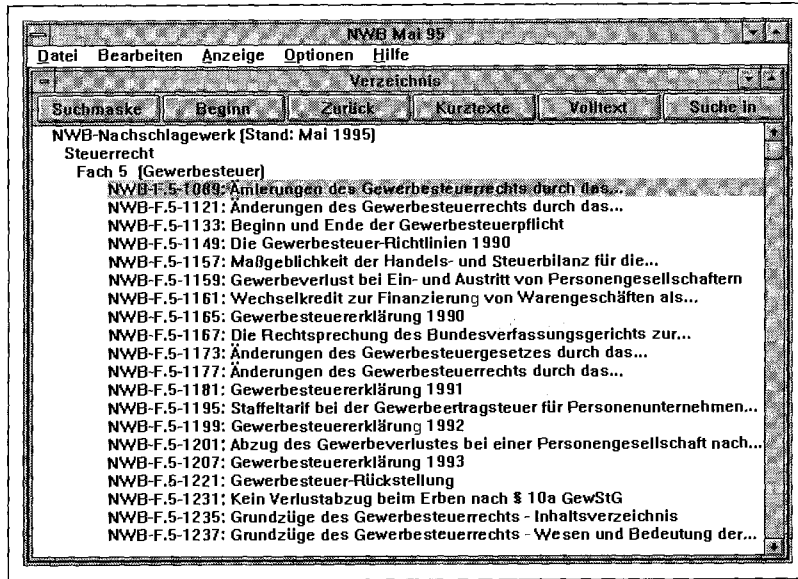 NWB Mai 95
Datei Bearbeiten Anzeige Optionen Hilfe
Verzeichnis
Suchmaske Beginn Zurück Kurztexte Volltext Suche in
NWB-Nachschlagewerk (Stand: Mai 1995)
Steuerrecht
Fach 5 (Gewerbesteuer)
NWB-F.5-1089: Änderungen des Gewerbesteuerrechts durch das...
NWB-F.5-1121: Änderungen des Gewerbesteuerrechts durch das...
NWB-F.5-1133: Beginn und Ende der Gewerbesteuerpflicht
NWB-F.5-1149: Die Gewerbesteuer-Richtlinien 1990
NWB-F.5-1157: Maßgeblichkeit der Handels- und Steuerbilanz für die...
NWB-F.5-1159: Gewerbeverlust bei Ein- und Austritt von Personengesellschaftern
NWB-F.5-1161: Wechselkredit zur Finanzierung von Warengeschäften als...
NWB-F.5-1165: Gewerbesteuererklärung 1990
NWB-F.5-1167: Die Rechtsprechung des Bundesverfassungsgerichts zur...
NWB-F.5-1173: Änderungen des Gewerbesteuergesetzes durch das...
NWB-F.5-1177: Änderungen des Gewerbesteuerrechts durch das...
NWB-F.5-1181: Gewerbesteuererklärung 1991
NWB-F.5-1195: Staffeltarif bei der Gewerbeertragsteuer für Personenunternehmen...
NWB-F.5-1199: Gewerbesteuererklärung 1992
NWB-F.5-1201: Abzug des Gewerbeverlustes bei einer Personengesellschaft nach...
NWB-F.5-1207: Gewerbesteuererklärung 1993
NWB-F.5-1221: Gewerbesteuer-Rückstellung
NWB-F.5-1231: Kein Verlustabzug beim Erben nach § 10a GewStG
NWB-F.5-1235: Grundzüge des Gewerbesteuerrechts - Inhaltsverzeichnis
NWB-F.5-1237: Grundzüge des Gewerbesteuerrechts - Wesen und Bedeutung der...